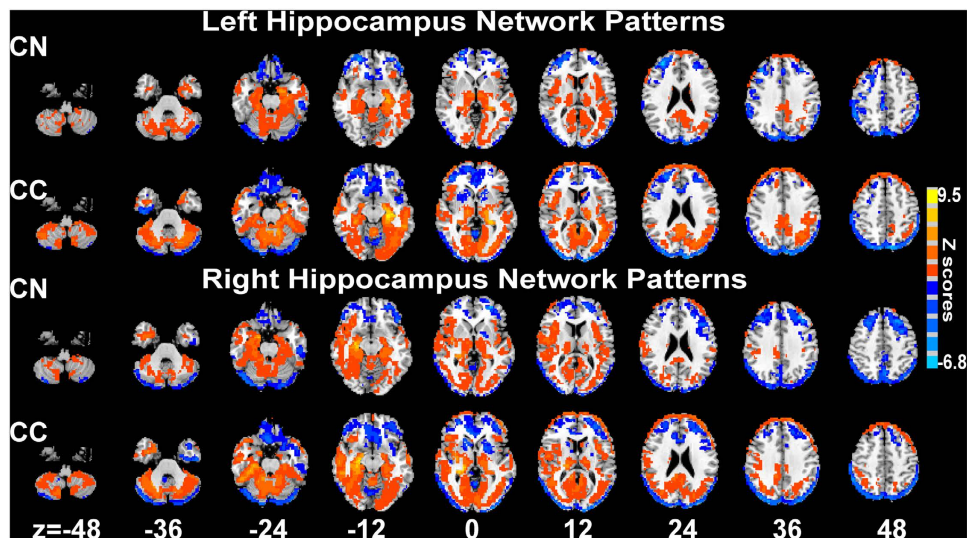 Left Hippocampus Network Patterns
CN
CC
9.5
Z scores
-6.8
Right Hippocampus Network Patterns
CN
CC
z=-48 -36 -24 -12 0 12 24 36 48